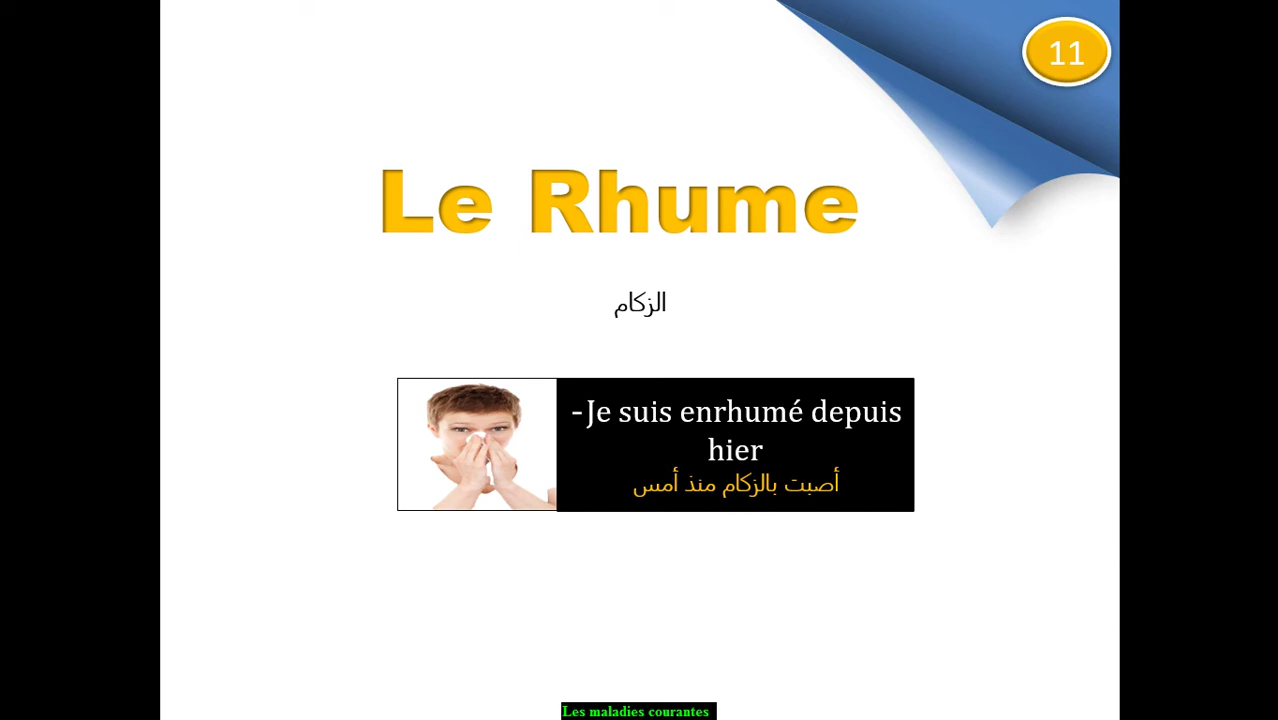 11
Le Rhume
الزكام
-Je suis enrhumé depuis
hier
أصبت بالزكام منذ أمس
Les maladies courantes